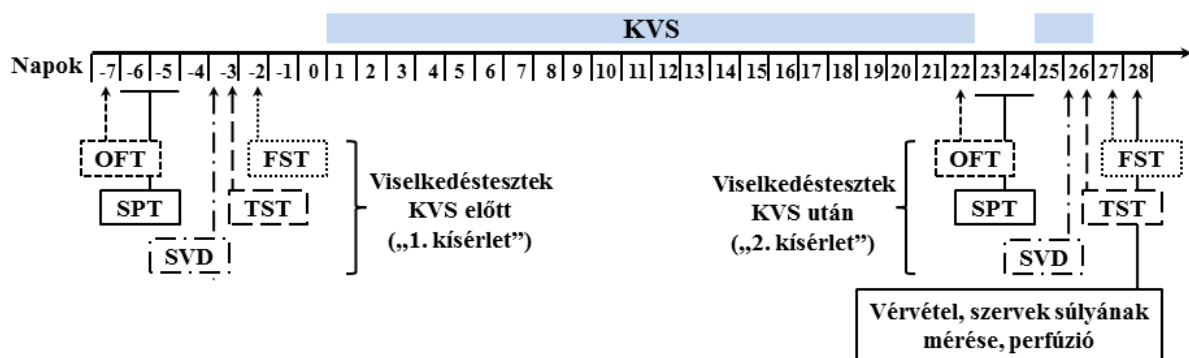 KVS
Napok -7 -6 -5 -4 -3 -2 -1 0 1 2 3 4 5 6 7 8 9 10 11 12 13 14 15 16 17 18 19 20 21 22 23 24 25 26 27 28
OFT
FST
SPT
TST
SVD
Viselkedéstesztek
KVS előtt
(„1. kísérlet”)
Viselkedéstesztek
KVS után
(„2. kísérlet”)
OFT
FST
SPT
TST
SVD
Vérvétel, szervek súlyának
mérése, perfúzió